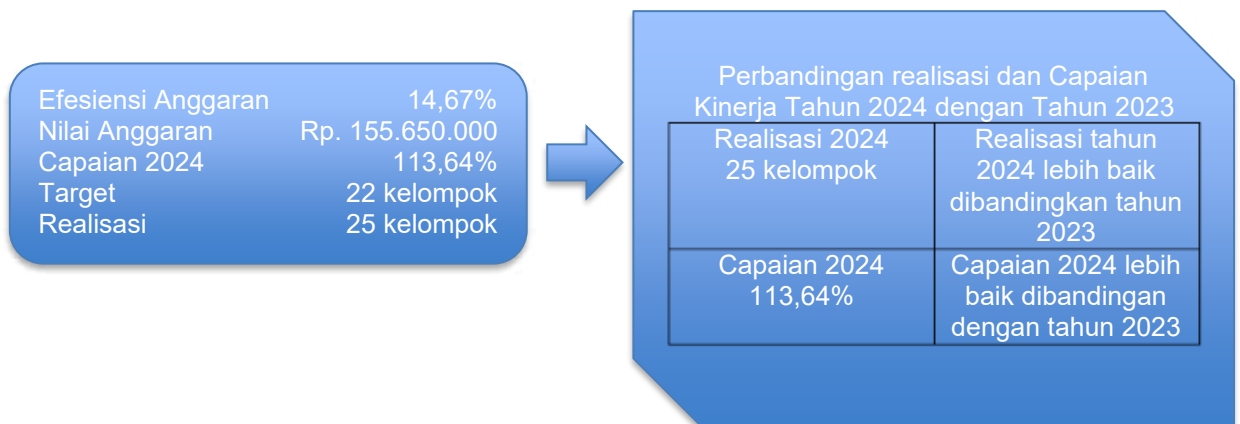 Efesiensi Anggaran 14,67%
Nilai Anggaran Rp. 155.650.000
Capaian 2024 113,64%
Target 22 kelompok
Realisasi 25 kelompok
Perbandingan realisasi dan Capaian
Kinerja Tahun 2024 dengan Tahun 2023
Realisasi 2024
25 kelompok
Realisasi tahun
2024 lebih baik
dibandingkan tahun
2023
Capaian 2024
113,64%
Capaian 2024 lebih
baik dibandingan
dengan tahun 2023